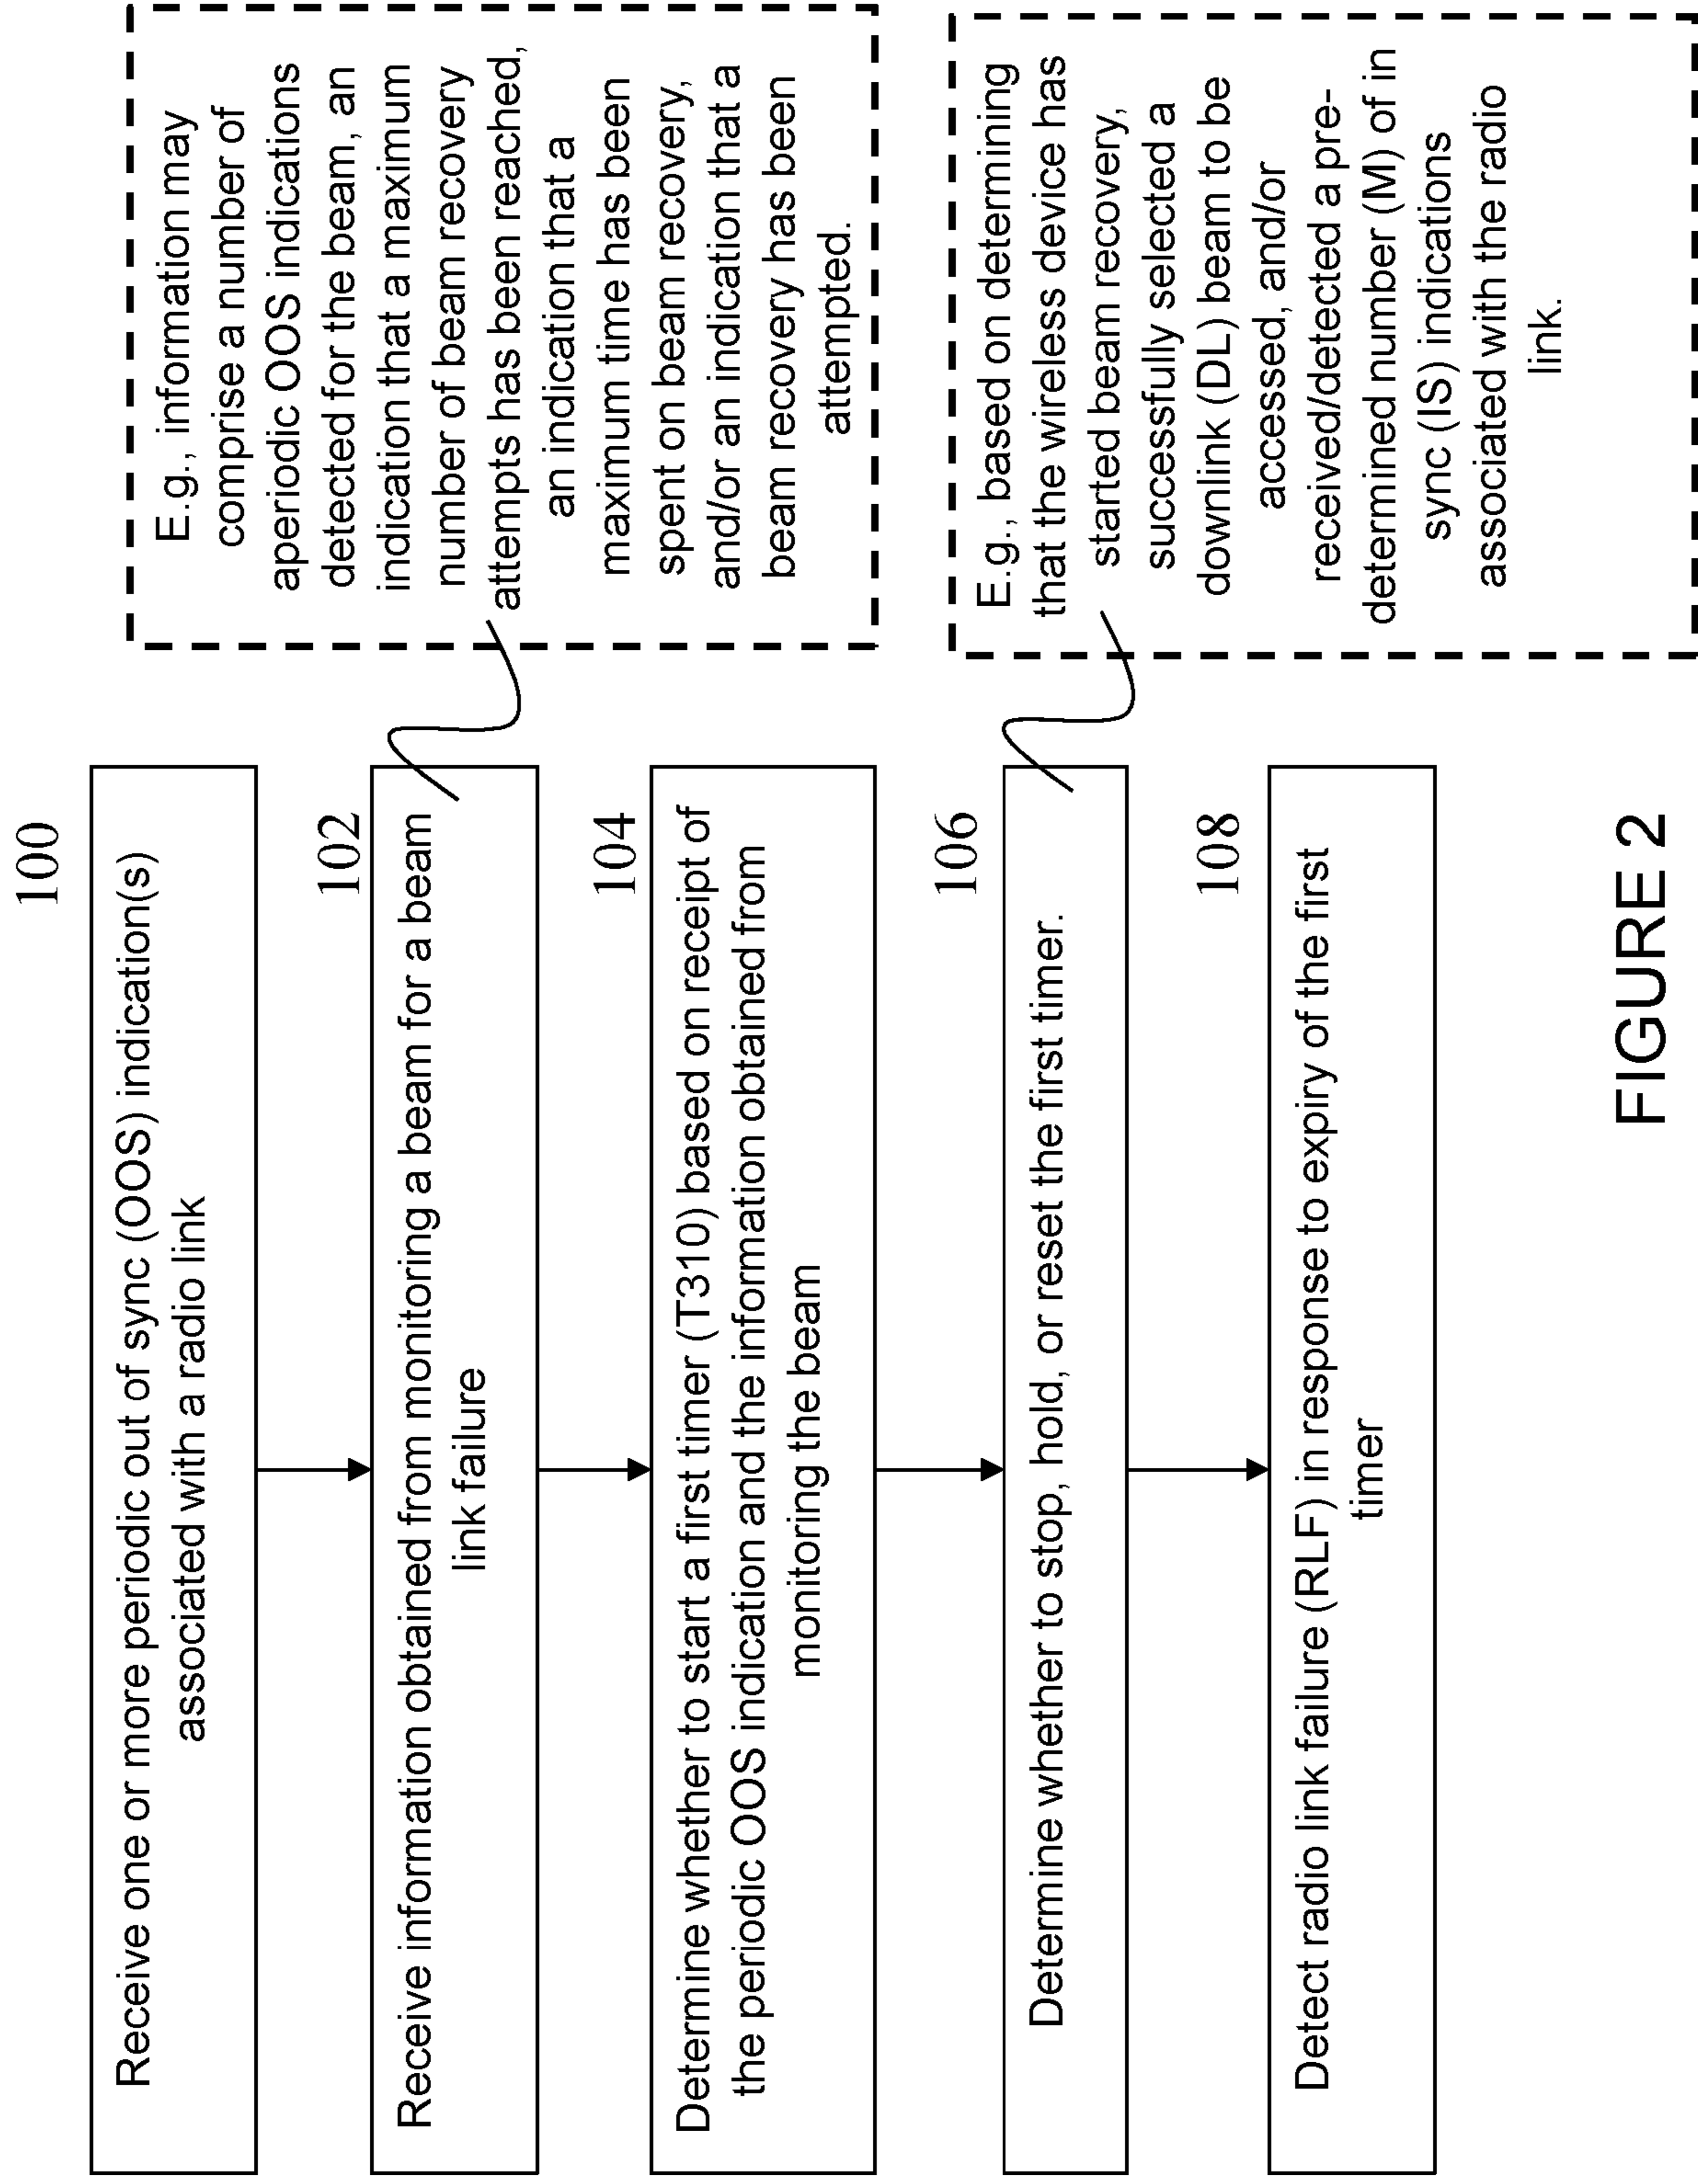 100
Receive one or more periodic out of sync (OOS) indication(s)
associated with a radio link
102
Receive information obtained from monitoring a beam for a beam
link failure
E.g., information may
comprise a number of
aperiodic OOS indications
detected for the beam, an
indication that a maximum
number of beam recovery
attempts has been reached,
an indication that a
maximum time has been
spent on beam recovery,
and/or an indication that a
beam recovery has been
attempted.
104
Determine whether to start a first timer (T310) based on receipt of
the periodic OOS indication and the information obtained from
monitoring the beam
106
Determine whether to stop, hold, or reset the first timer.
E.g., based on determining
that the wireless device has
started beam recovery,
successfully selected a
downlink (DL) beam to be
accessed, and/or
received/detected a pre-
determined number (M) of in
sync (IS) indications
associated with the radio
link.
108
Detect radio link failure (RLF) in response to expiry of the first
timer
FIGURE 2